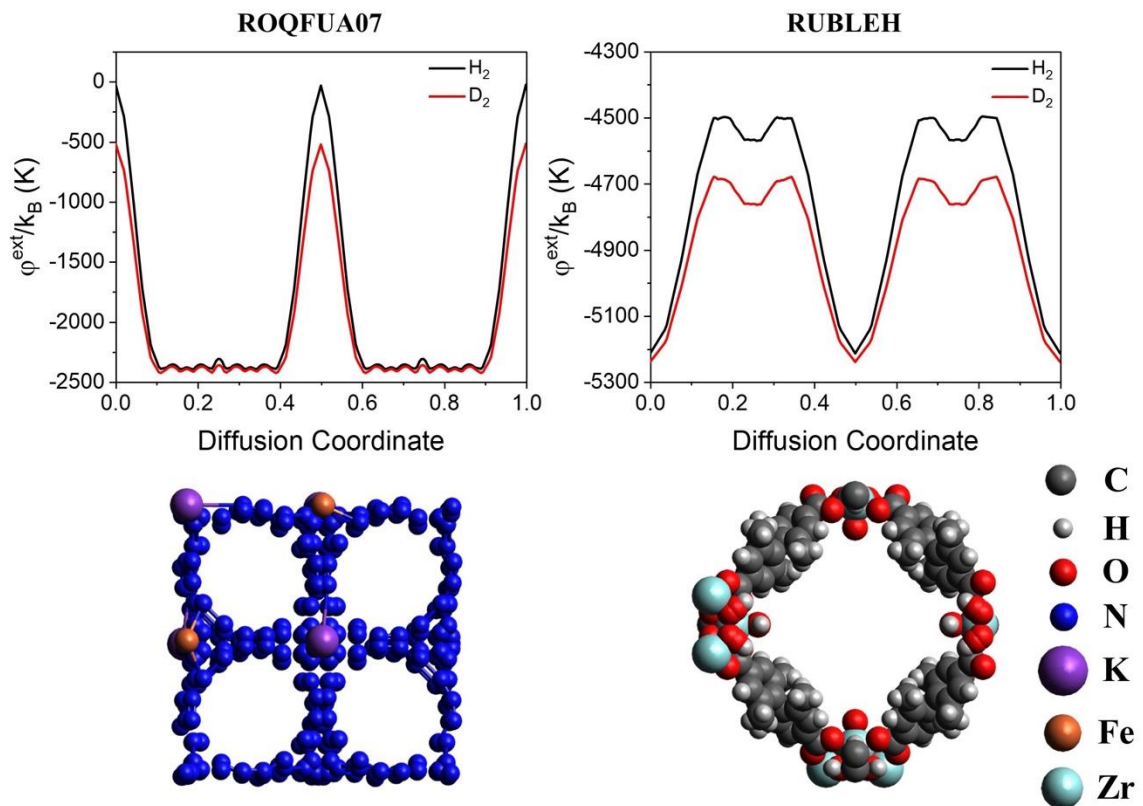 ROQFUA07
RUBLEH
H₂
D₂
0
-500
-1000
-1500
-2000
-2500
0.0 0.2 0.4 0.6 0.8 1.0
φᵉˣᵗ/k_B (K)
Diffusion Coordinate
H₂
D₂
-4300
-4500
-4700
-4900
-5100
-5300
0.0 0.2 0.4 0.6 0.8 1.0
φᵉˣᵗ/k_B (K)
Diffusion Coordinate
C
H
O
N
K
Fe
Zr